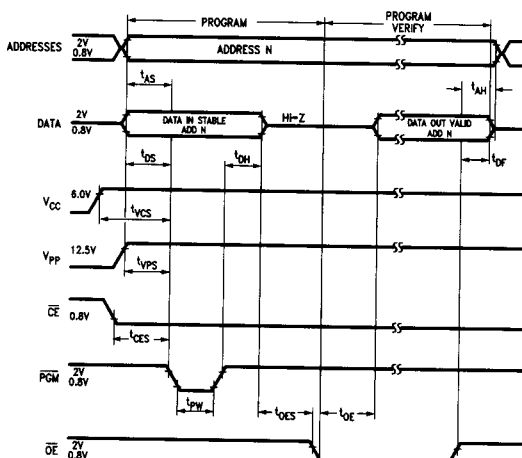 PROGRAM
PROGRAM
VERIFY
ADDRESSES
2V
0.8V
ADDRESS N
tAS
tAH
DATA
2V
0.8V
DATA IN STABLE
ADD N
HI-Z
DATA OUT VALID
ADD N
tDS
tDH
tDF
VCC
6.0V
tVCS
VPP
12.5V
tVPS
CE
0.8V
tCES
PGM
2V
0.8V
tPW
tOES
tOE
OE
2V
0.8V